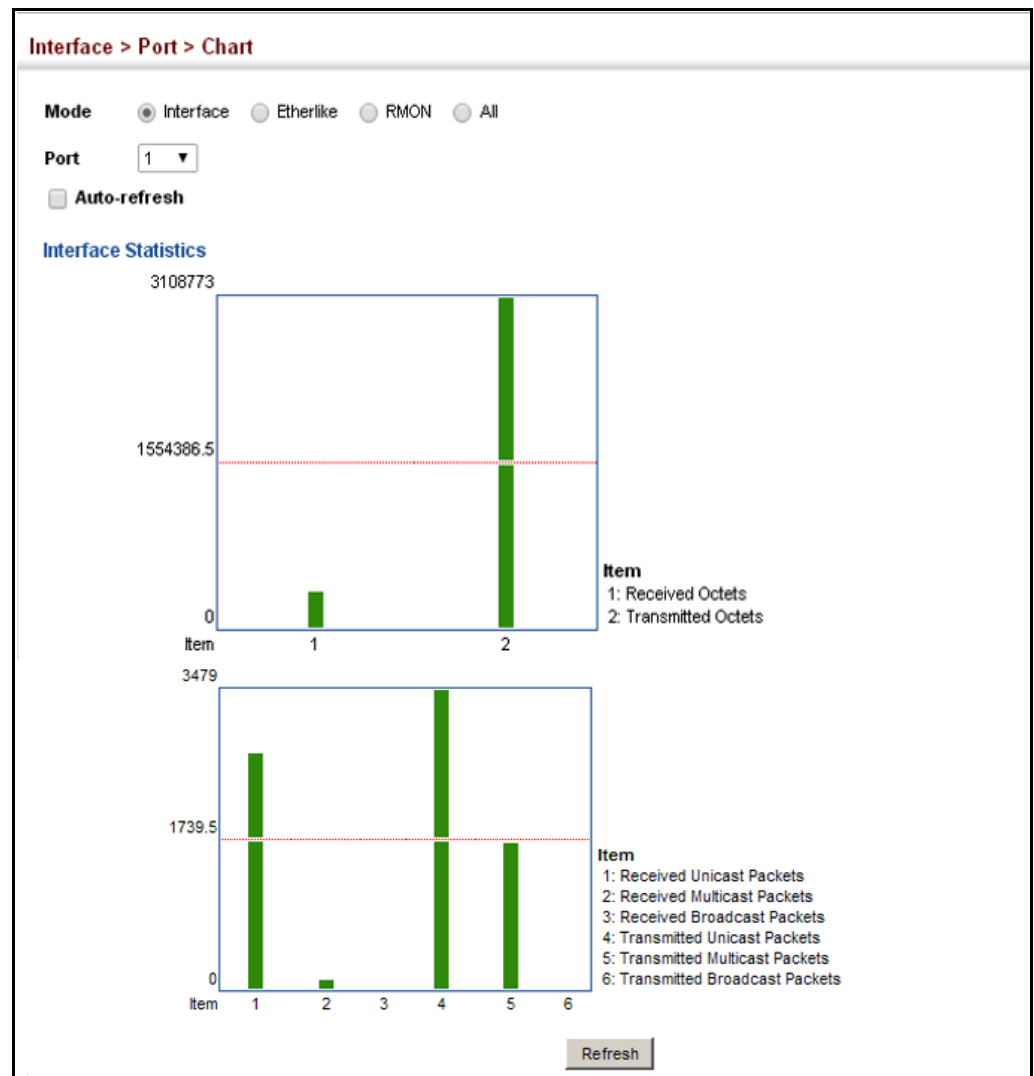 Interface > Port > Chart
Mode Interface Etherlike RMON All
Port 1
Auto-refresh
Interface Statistics
3108773
1554386.5
0
Item 1 2
Item
1: Received Octets
2: Transmitted Octets
3479
1739.5
0
Item 1 2 3 4 5 6
Item
1: Received Unicast Packets
2: Received Multicast Packets
3: Received Broadcast Packets
4: Transmitted Unicast Packets
5: Transmitted Multicast Packets
6: Transmitted Broadcast Packets
Refresh